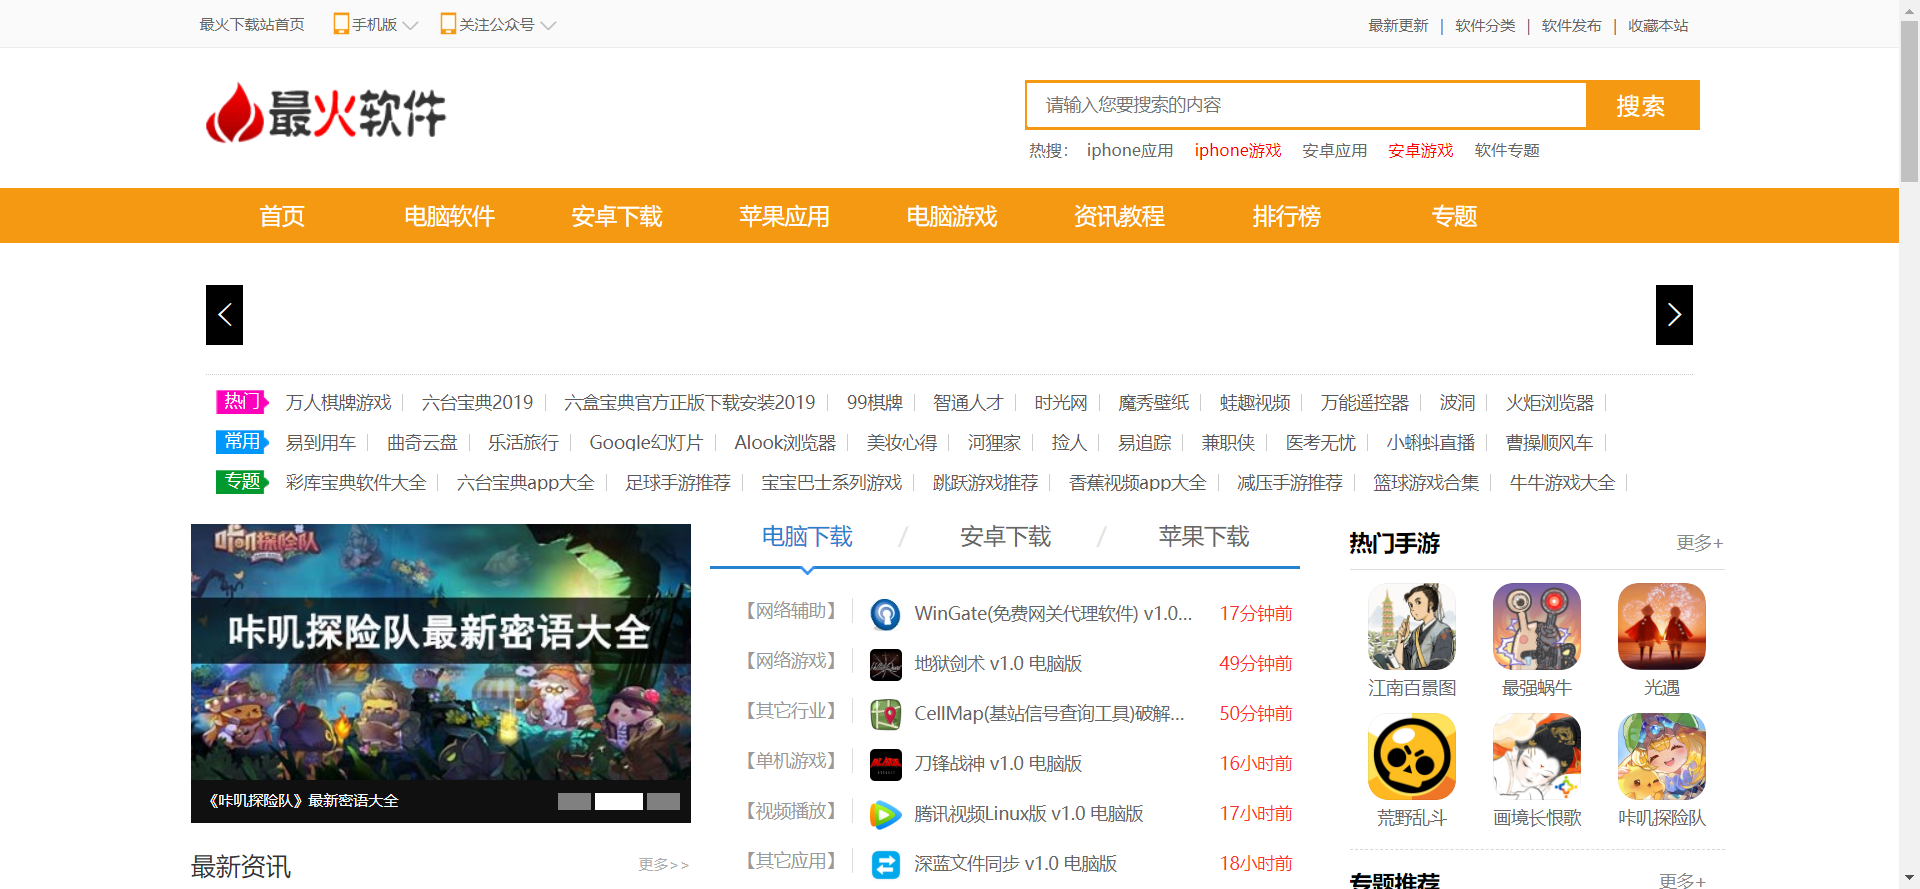 最火下载站首页 手机版 关注公众号 最新更新 | 软件分类 | 软件发布 | 收藏本站
最火软件
请输入您要搜索的内容 搜索
热搜: iphone应用 iphone游戏 安卓应用 安卓游戏 软件专题
首页 电脑软件 安卓下载 苹果应用 电脑游戏 资讯教程 排行榜 专题
热门 万人棋牌游戏 六台宝典2019 六盒宝典官方正版下载安装2019 99棋牌 智通人才 时光网 魔秀壁纸 蛙趣视频 万能遥控器 波洞 火炬浏览器
常用 易到用车 曲奇云盘 乐活旅行 Google幻灯片 Alook浏览器 美妆心得 河狸家 捡人 易追踪 兼职侠 医考无忧 小蝌蚪直播 曹操顺风车
专题 彩库宝典软件大全 六台宝典app大全 足球手游推荐 宝宝巴士系列游戏 跳跃游戏推荐 香蕉视频app大全 减压手游推荐 篮球游戏合集 牛牛游戏大全
咔叽探险队
咔叽探险队最新密语大全
《咔叽探险队》最新密语大全
最新资讯 更多>>
电脑下载 / 安卓下载 / 苹果下载
【网络辅助】 WinGate(免费网关代理软件) v1.0... 17分钟前
【网络游戏】 地狱剑术 v1.0 电脑版 49分钟前
【其它行业】 CellMap(基站信号查询工具)破解... 50分钟前
【单机游戏】 刀锋战神 v1.0 电脑版 16小时前
【视频播放】 腾讯视频Linux版 v1.0 电脑版 17小时前
【其它应用】 深蓝文件同步 v1.0 电脑版 18小时前
热门手游 更多+
江南百景图 最强蜗牛 光遇
荒野乱斗 画境长恨歌 咔叽探险队
专题推荐 更多+